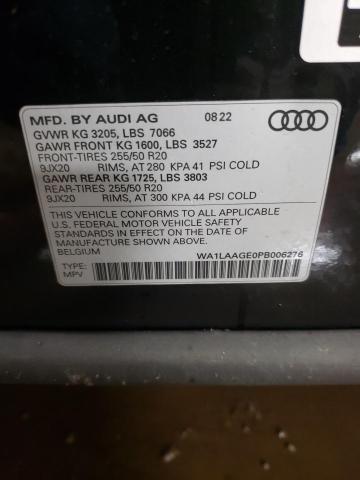 MFD. BY AUDI AG 08 22
GVWR KG 3205, LBS 7066
GAWR FRONT KG 1600, LBS 3527
FRONT-TIRES 255/50 R20
9JX20 RIMS, AT 280 KPA 41 PSI COLD
GAWR REAR KG 1725, LBS 3803
REAR-TIRES 255/50 R20
9JX20 RIMS, AT 300 KPA 44 PSI COLD
THIS VEHICLE CONFORMS TO ALL APPLICABLE
U.S. FEDERAL MOTOR VEHICLE SAFETY
STANDARDS IN EFFECT ON THE DATE
OF MANUFACTURE SHOWN ABOVE
BELGIUM
WA1LAAGE0PB006276
TYPE:
MPV